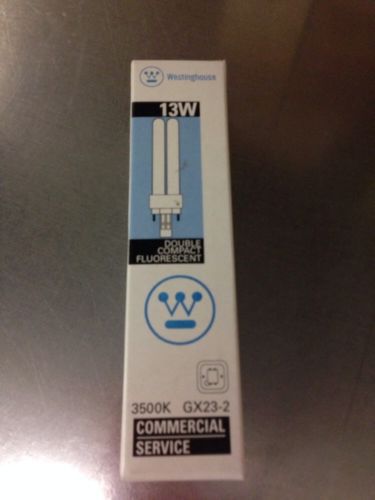 Westinghouse
13W
DOUBLE
COMPACT
FLUORESCENT
3500K GX23-2
COMMERCIAL
SERVICE